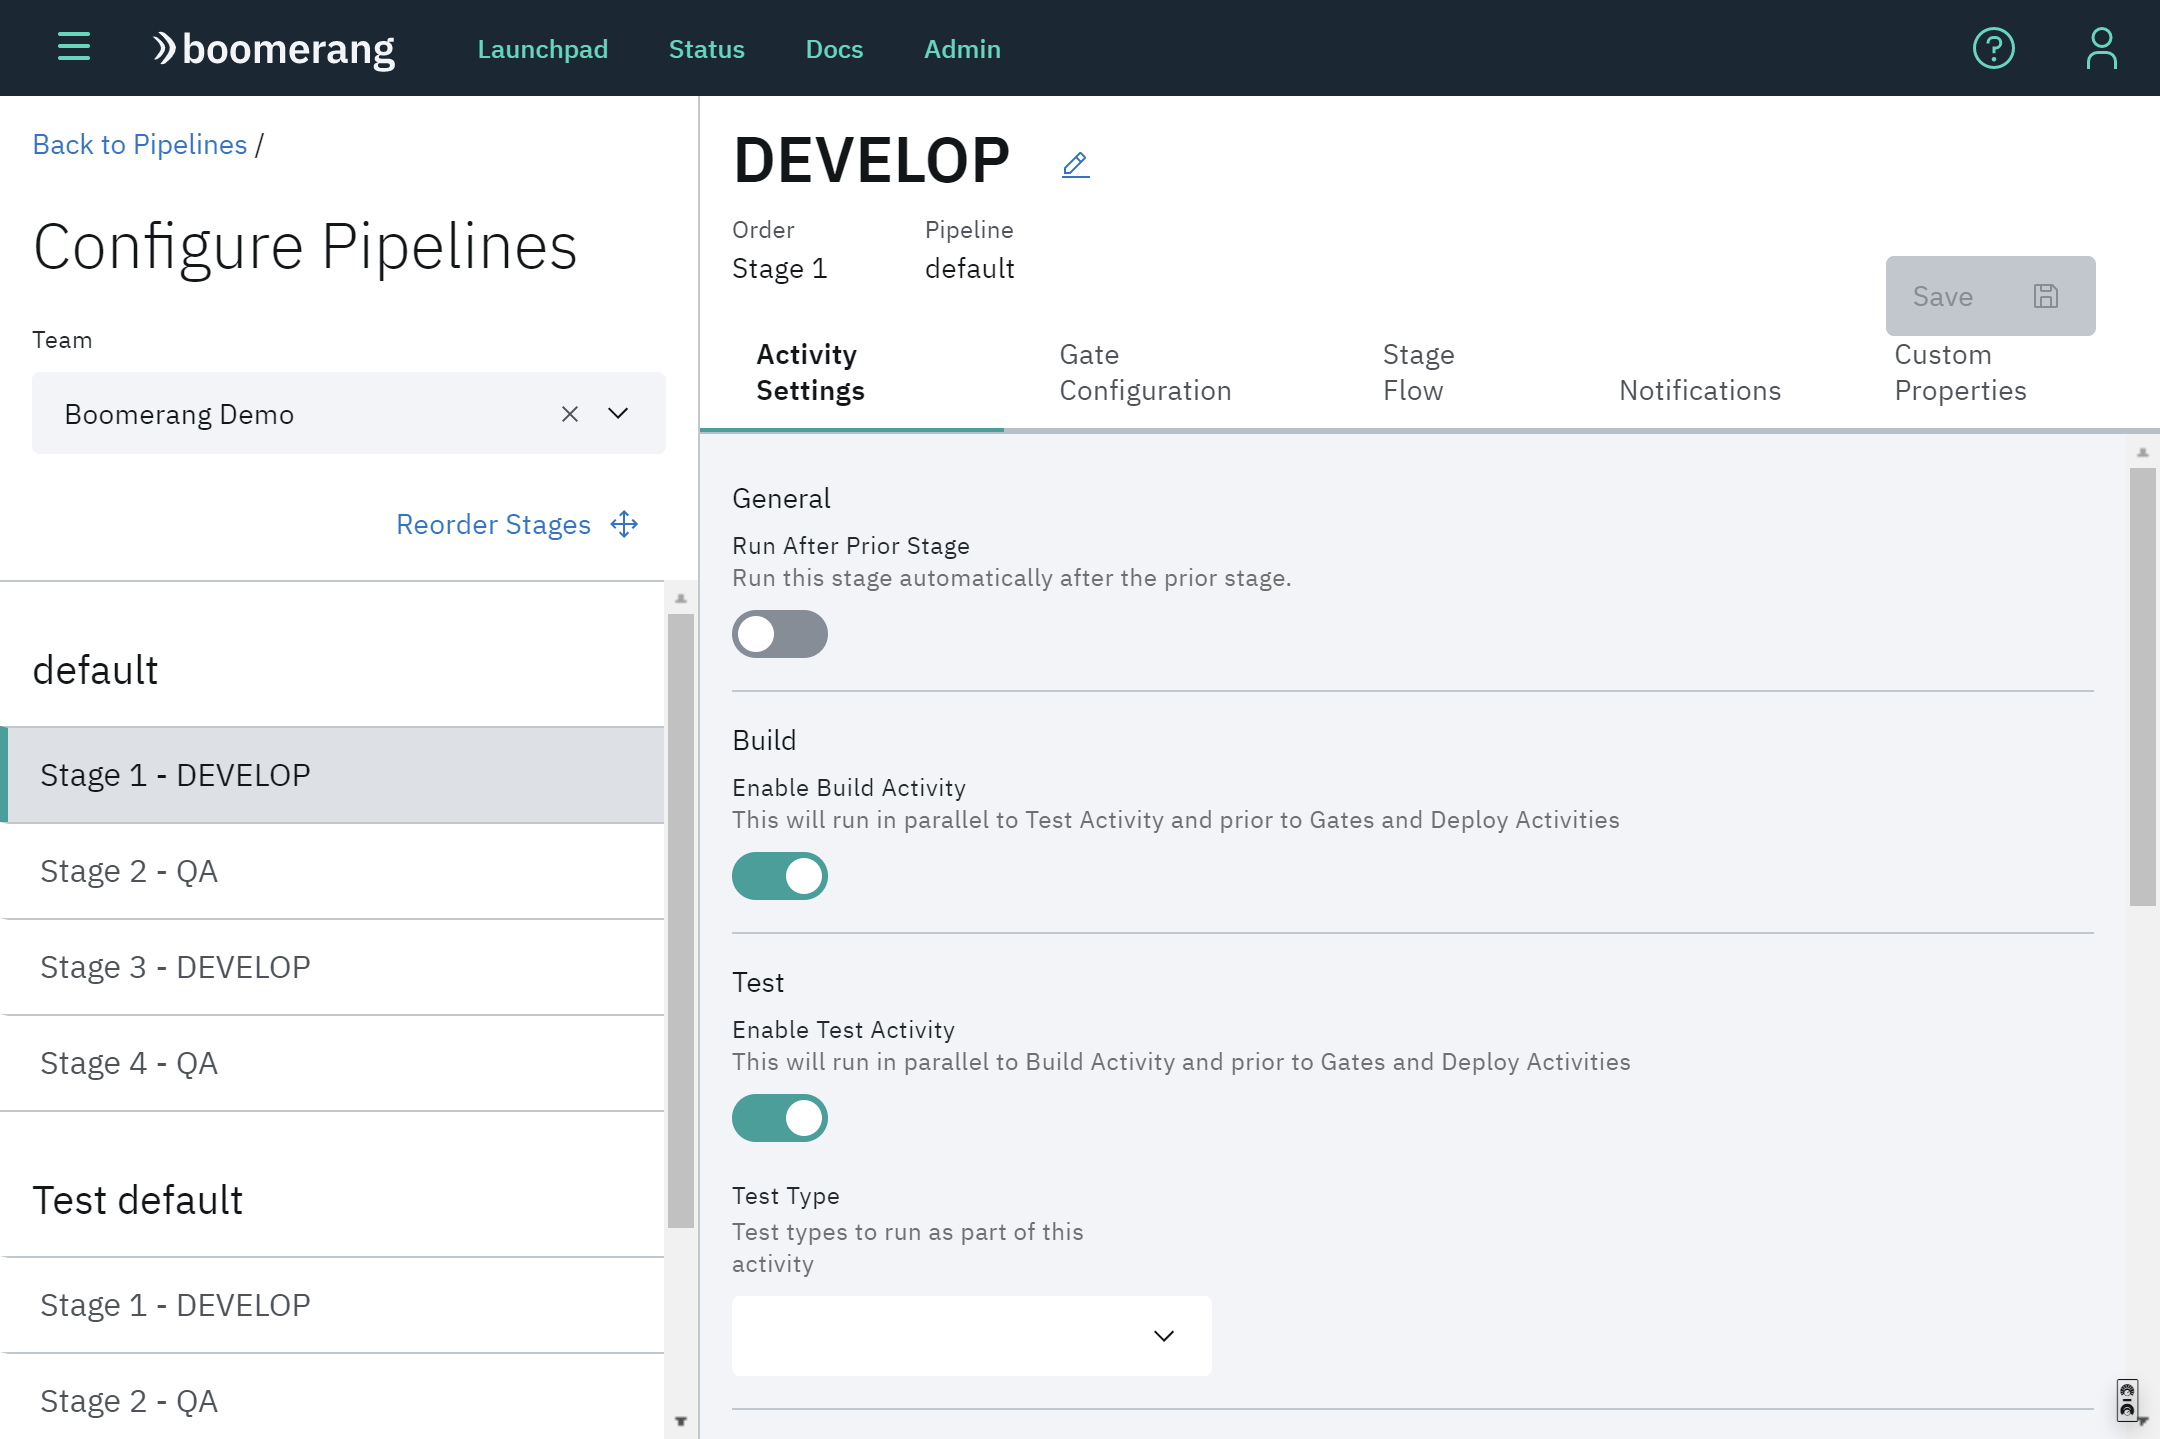 boomerang
Launchpad
Status
Docs
Admin
Back to Pipelines /
Configure Pipelines
Team
Boomerang Demo
Reorder Stages
default
Stage 1 - DEVELOP
Stage 2 - QA
Stage 3 - DEVELOP
Stage 4 - QA
Test default
Stage 1 - DEVELOP
Stage 2 - QA
DEVELOP
Order
Stage 1
Pipeline
default
Save
Activity
Settings
Gate
Configuration
Stage
Flow
Notifications
Custom
Properties
General
Run After Prior Stage
Run this stage automatically after the prior stage.
Build
Enable Build Activity
This will run in parallel to Test Activity and prior to Gates and Deploy Activities
Test
Enable Test Activity
This will run in parallel to Build Activity and prior to Gates and Deploy Activities
Test Type
Test types to run as part of this
activity